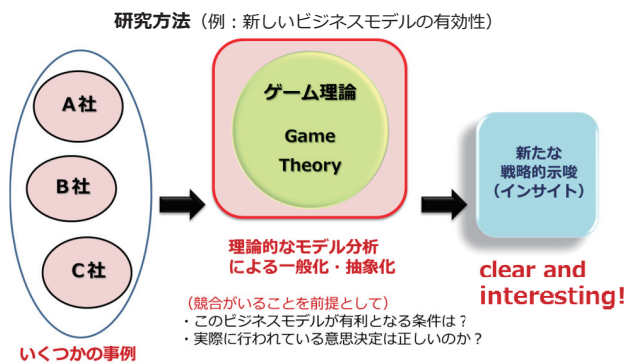 研究方法（例：新しいビジネスモデルの有効性）
A社
B社
C社
いくつかの事例
ゲーム理論
Game
Theory
理論的なモデル分析
による一般化・抽象化
（競合がいることを前提として）
・このビジネスモデルが有利となる条件は？
・実際に行われている意思決定は正しいのか？
新たな
戦略的示唆
（インサイト）
clear and
interesting!